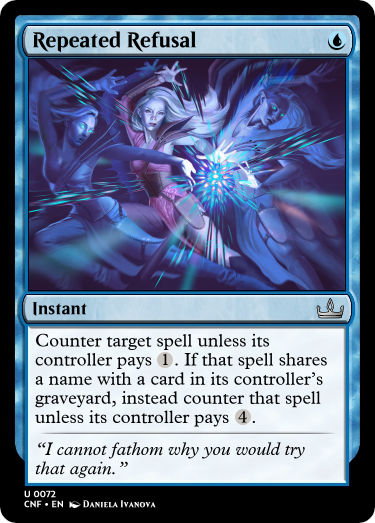 Repeated Refusal
Instant
Counter target spell unless its
controller pays 1. If that spell shares
a name with a card in its controller's
graveyard, instead counter that spell
unless its controller pays 4.
“I cannot fathom why you would try
that again.”
U 0072
CNF • EN Daniela Ivanova